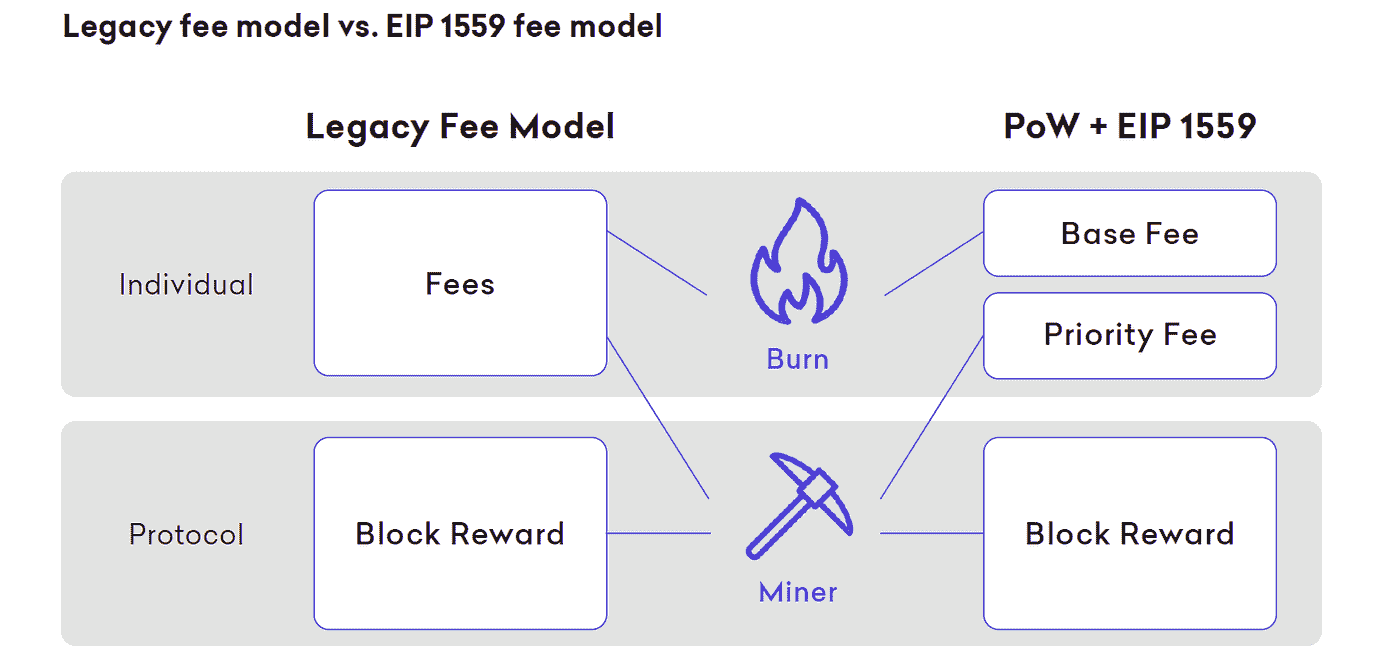 Legacy fee model vs. EIP 1559 fee model
Legacy Fee Model
PoW + EIP 1559
Individual
Fees
Burn
Base Fee
Priority Fee
Protocol
Block Reward
Miner
Block Reward